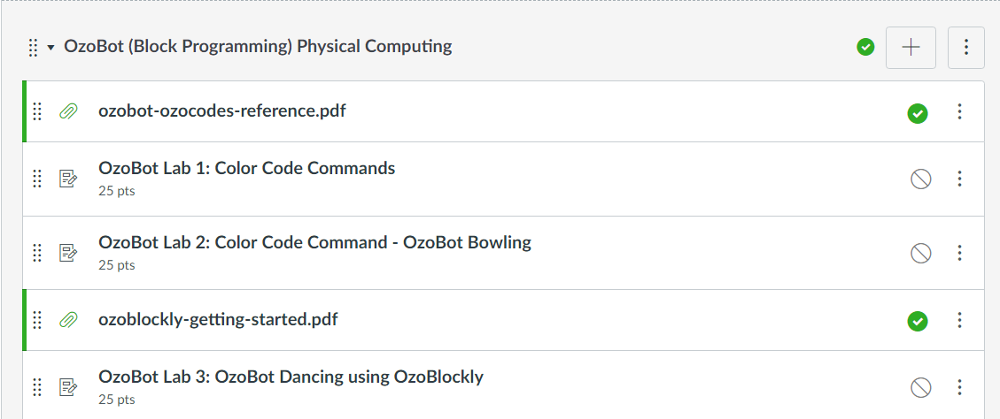 OzoBot (Block Programming) Physical Computing
ozobot-ozocodes-reference.pdf
OzoBot Lab 1: Color Code Commands
25 pts
OzoBot Lab 2: Color Code Command - OzoBot Bowling
25 pts
ozoblockly-getting-started.pdf
OzoBot Lab 3: OzoBot Dancing using OzoBlockly
25 pts